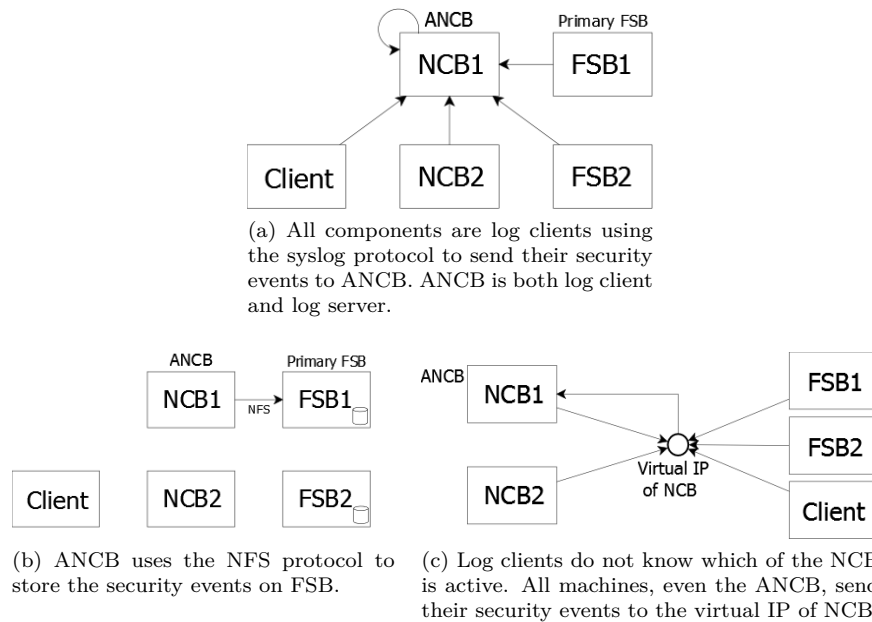 ANCB
Primary FSB
NCB1
FSB1
Client
NCB2
FSB2
(a) All components are log clients using
the syslog protocol to send their security
events to ANCB. ANCB is both log client
and log server.
ANCB
Primary FSB
NCB1
NFS
FSB1
Client
NCB2
FSB2
(b) ANCB uses the NFS protocol to
store the security events on FSB.
ANCB
NCB1
FSB1
FSB2
Virtual IP
of NCB
NCB2
Client
(c) Log clients do not know which of the NCB
is active. All machines, even the ANCB, send
their security events to the virtual IP of NCB